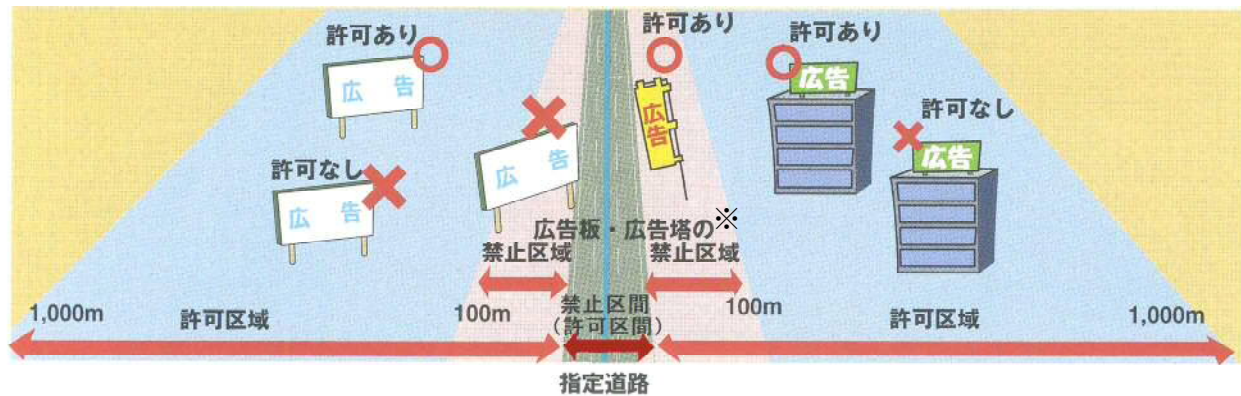 許可あり
許可あり
許可あり
広　告
広告
広告
許可なし
許可なし
広告
広　告
広　告
広告板・広告塔の※
禁止区域
禁止区域
1,000m
許可区域
100m
禁止区間
（許可区間）
100m
許可区域
1,000m
指定道路